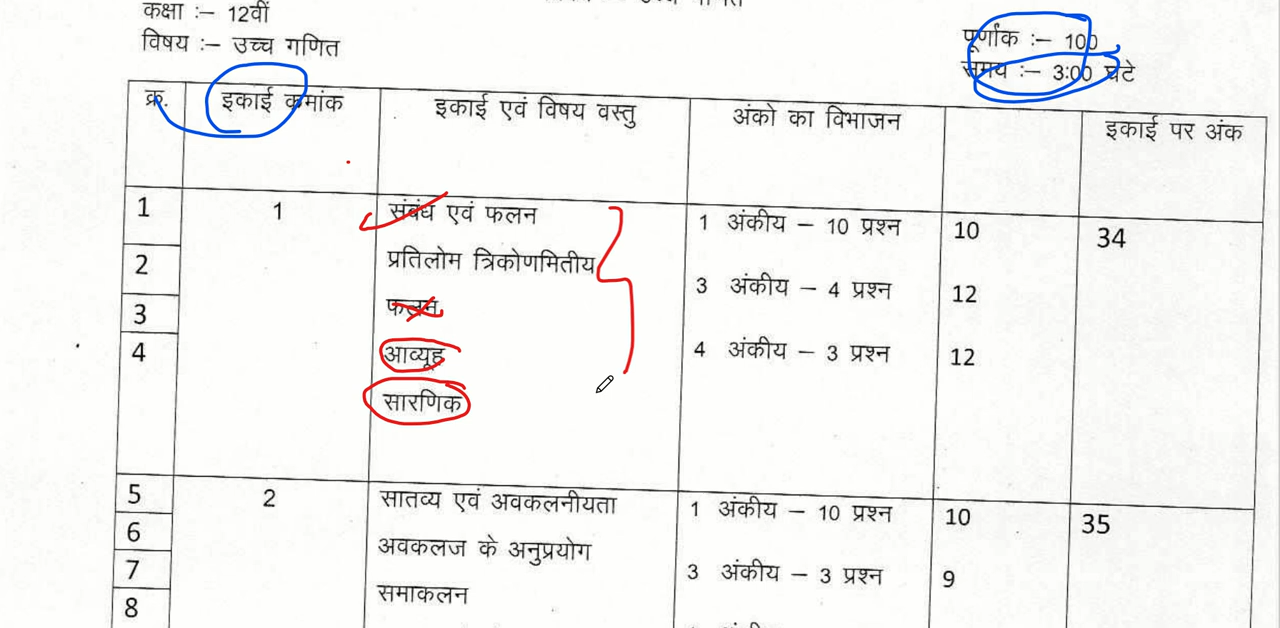 कक्षा :– 12वीं
विषय :– उच्च गणित
पूर्णांक :– 100
समय :– 3:00 घंटे
क्र. इकाई कमांक इकाई एवं विषय वस्तु अंको का विभाजन इकाई पर अंक
1 1 संबंध एवं फलन 1 अंकीय – 10 प्रश्न 10 34
2 प्रतिलोम त्रिकोणमितीय 3 अंकीय – 4 प्रश्न 12
3 फलन
4 आव्यूह 4 अंकीय – 3 प्रश्न 12
सारणिक
5 2 सातव्य एवं अवकलनीयता 1 अंकीय – 10 प्रश्न 10 35
6 अवकलज के अनुप्रयोग
7 3 अंकीय – 3 प्रश्न 9
8 समाकलन